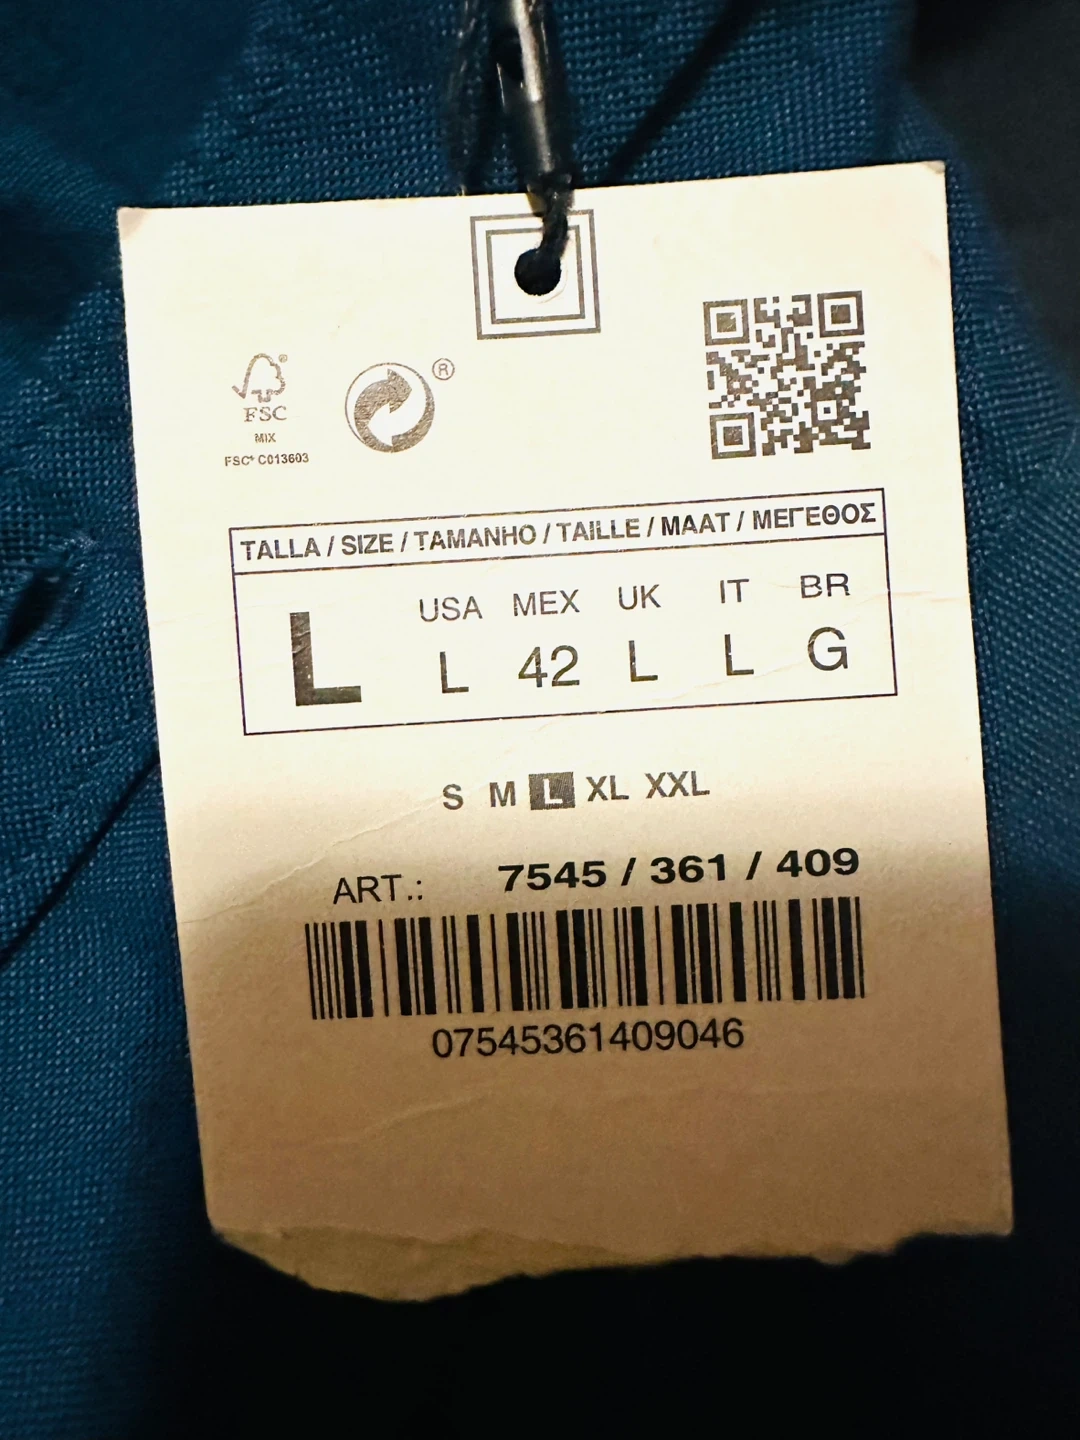 FSC®
MIX
FSC® C013603
®
TALLA / SIZE / TAMANHO / TAILLE / MAAT / ΜΕΓΕΘΟΣ
USA MEX UK IT BR
L L 42 L L G
S M L XL XXL
ART.: 7545 / 361 / 409
07545361409046